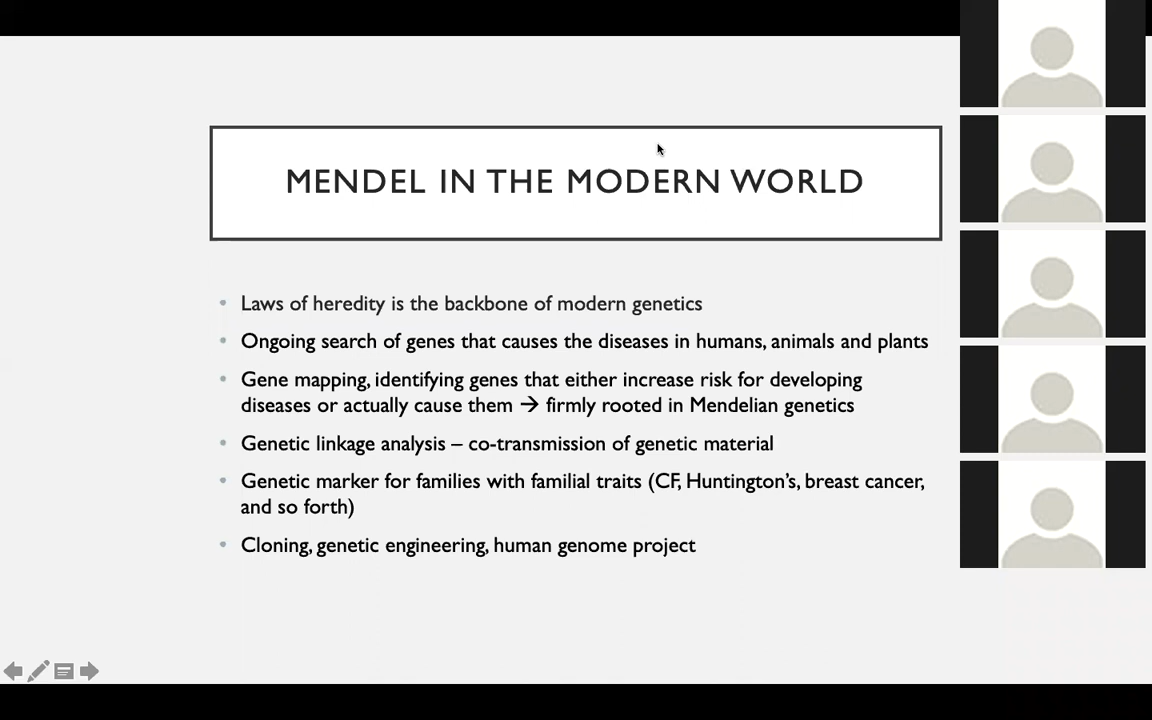 MENDEL IN THE MODERN WORLD
• Laws of heredity is the backbone of modern genetics
• Ongoing search of genes that causes the diseases in humans, animals and plants
• Gene mapping, identifying genes that either increase risk for developing
diseases or actually cause them → firmly rooted in Mendelian genetics
• Genetic linkage analysis – co-transmission of genetic material
• Genetic marker for families with familial traits (CF, Huntington's, breast cancer,
and so forth)
• Cloning, genetic engineering, human genome project